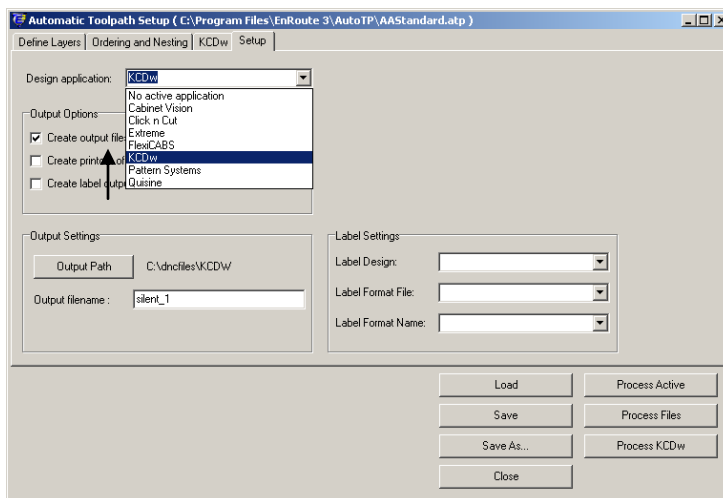 Automatic Toolpath Setup ( C:\Program Files\EnRoute 3\AutoTP\AAStandard.atp )
Define Layers Ordering and Nesting KCDw Setup
Design application: KCDw
No active application
Cabinet Vision
Click n Cut
Extreme
FlexiCABS
KCDw
Pattern Systems
Quisine
Output Options
Create output file
Create of
Create label
Output Settings
Output Path C:\dncfiles\KCDW
Output filename : silent_1
Label Settings
Label Design:
Label Format File:
Label Format Name:
Load Process Active
Save Process Files
Save As... Process KCDw
Close